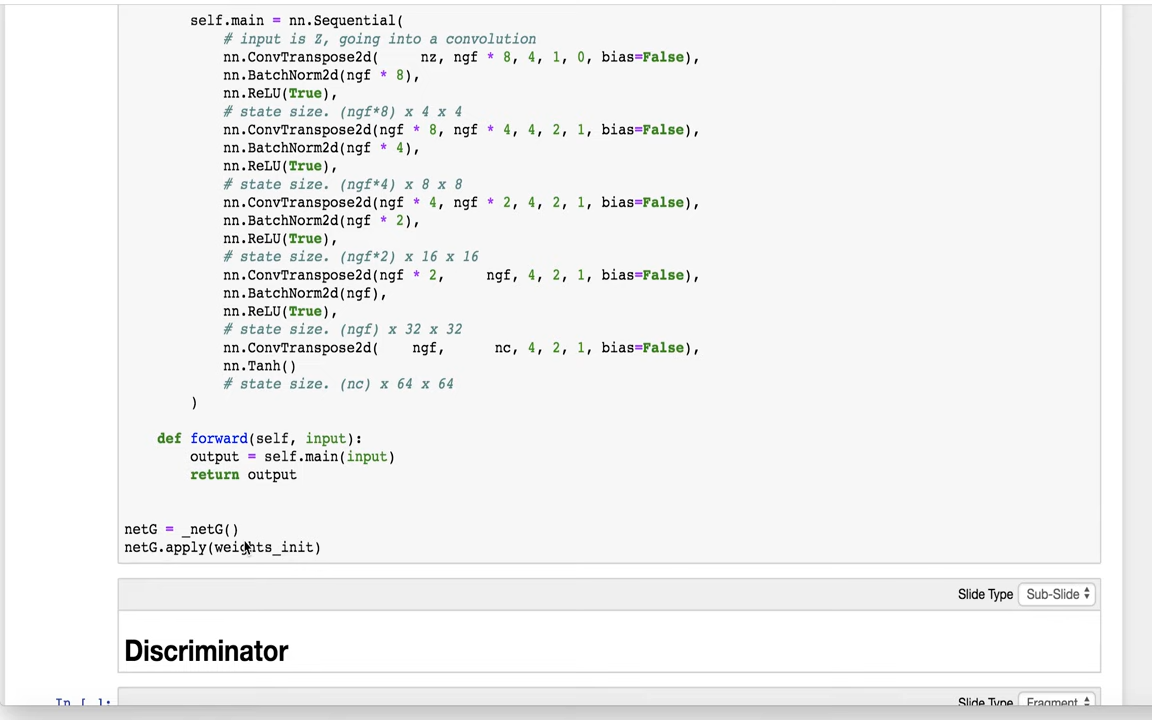 self.main = nn.Sequential(
# input is Z, going into a convolution
nn.ConvTranspose2d(     nz, ngf * 8, 4, 1, 0, bias=False),
nn.BatchNorm2d(ngf * 8),
nn.ReLU(True),
# state size. (ngf*8) x 4 x 4
nn.ConvTranspose2d(ngf * 8, ngf * 4, 4, 2, 1, bias=False),
nn.BatchNorm2d(ngf * 4),
nn.ReLU(True),
# state size. (ngf*4) x 8 x 8
nn.ConvTranspose2d(ngf * 4, ngf * 2, 4, 2, 1, bias=False),
nn.BatchNorm2d(ngf * 2),
nn.ReLU(True),
# state size. (ngf*2) x 16 x 16
nn.ConvTranspose2d(ngf * 2,     ngf, 4, 2, 1, bias=False),
nn.BatchNorm2d(ngf),
nn.ReLU(True),
# state size. (ngf) x 32 x 32
nn.ConvTranspose2d(    ngf,      nc, 4, 2, 1, bias=False),
nn.Tanh()
# state size. (nc) x 64 x 64
)
def forward(self, input):
output = self.main(input)
return output
netG = _netG()
netG.apply(weights_init)
Slide Type Sub-Slide
Discriminator
In [ ]:
Slide Type Fragment